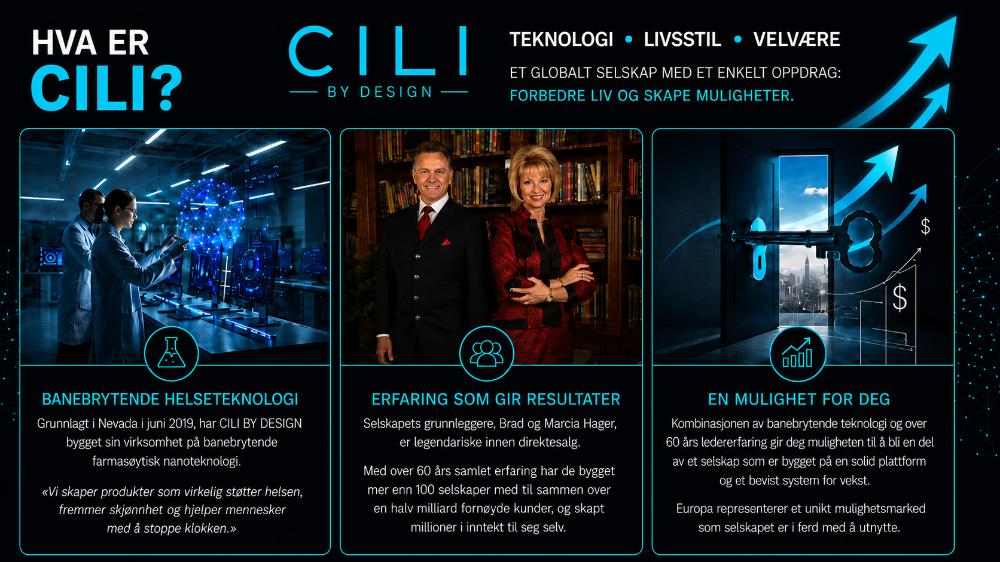 HVA ER
CILI?
CILI
BY DESIGN
TEKNOLOGI • LIVSSTIL • VELVÆRE
ET GLOBALT SELSKAP MED ET ENKELT OPPDRAG:
FORBEDRE LIV OG SKAPE MULIGHETER.
BANEBRYTENDE HELSETEKNOLOGI
Grunnlagt i Nevada i juni 2019, har CILI BY DESIGN
bygget sin virksomhet på banebrytende
farmasøytisk nanoteknologi.
«Vi skaper produkter som virkelig støtter helsen,
fremmer skjønnhet og hjelper mennesker
med å stoppe klokken.»
ERFARING SOM GIR RESULTATER
Selskapets grunnleggere, Brad og Marcia Hager,
er legendariske innen direktesalg.
Med over 60 års samlet erfaring har de bygget
mer enn 100 selskaper med til sammen over
en halv milliard fornøyde kunder, og skapt
millioner i inntekt til seg selv.
$
$
EN MULIGHET FOR DEG
Kombinasjonen av banebrytende teknologi og over
60 års ledererfaring gir deg muligheten til å bli en del
av et selskap som er bygget på en solid plattform
og et bevist system for vekst.
Europa representerer et unikt mulighetsmarked
som selskapet er i ferd med å utnytte.